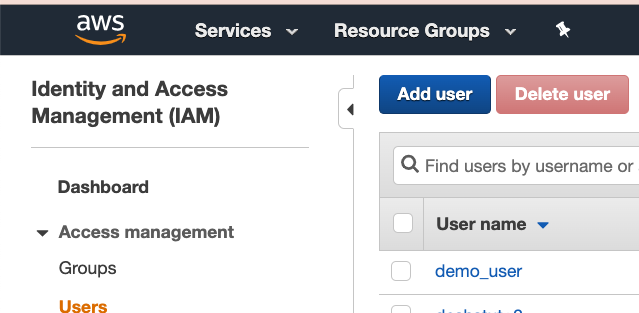 aws Services Resource Groups
Identity and Access
Management (IAM)
Dashboard
Access management
Groups
Users
Add user Delete user
Find users by username or
User name
demo_user